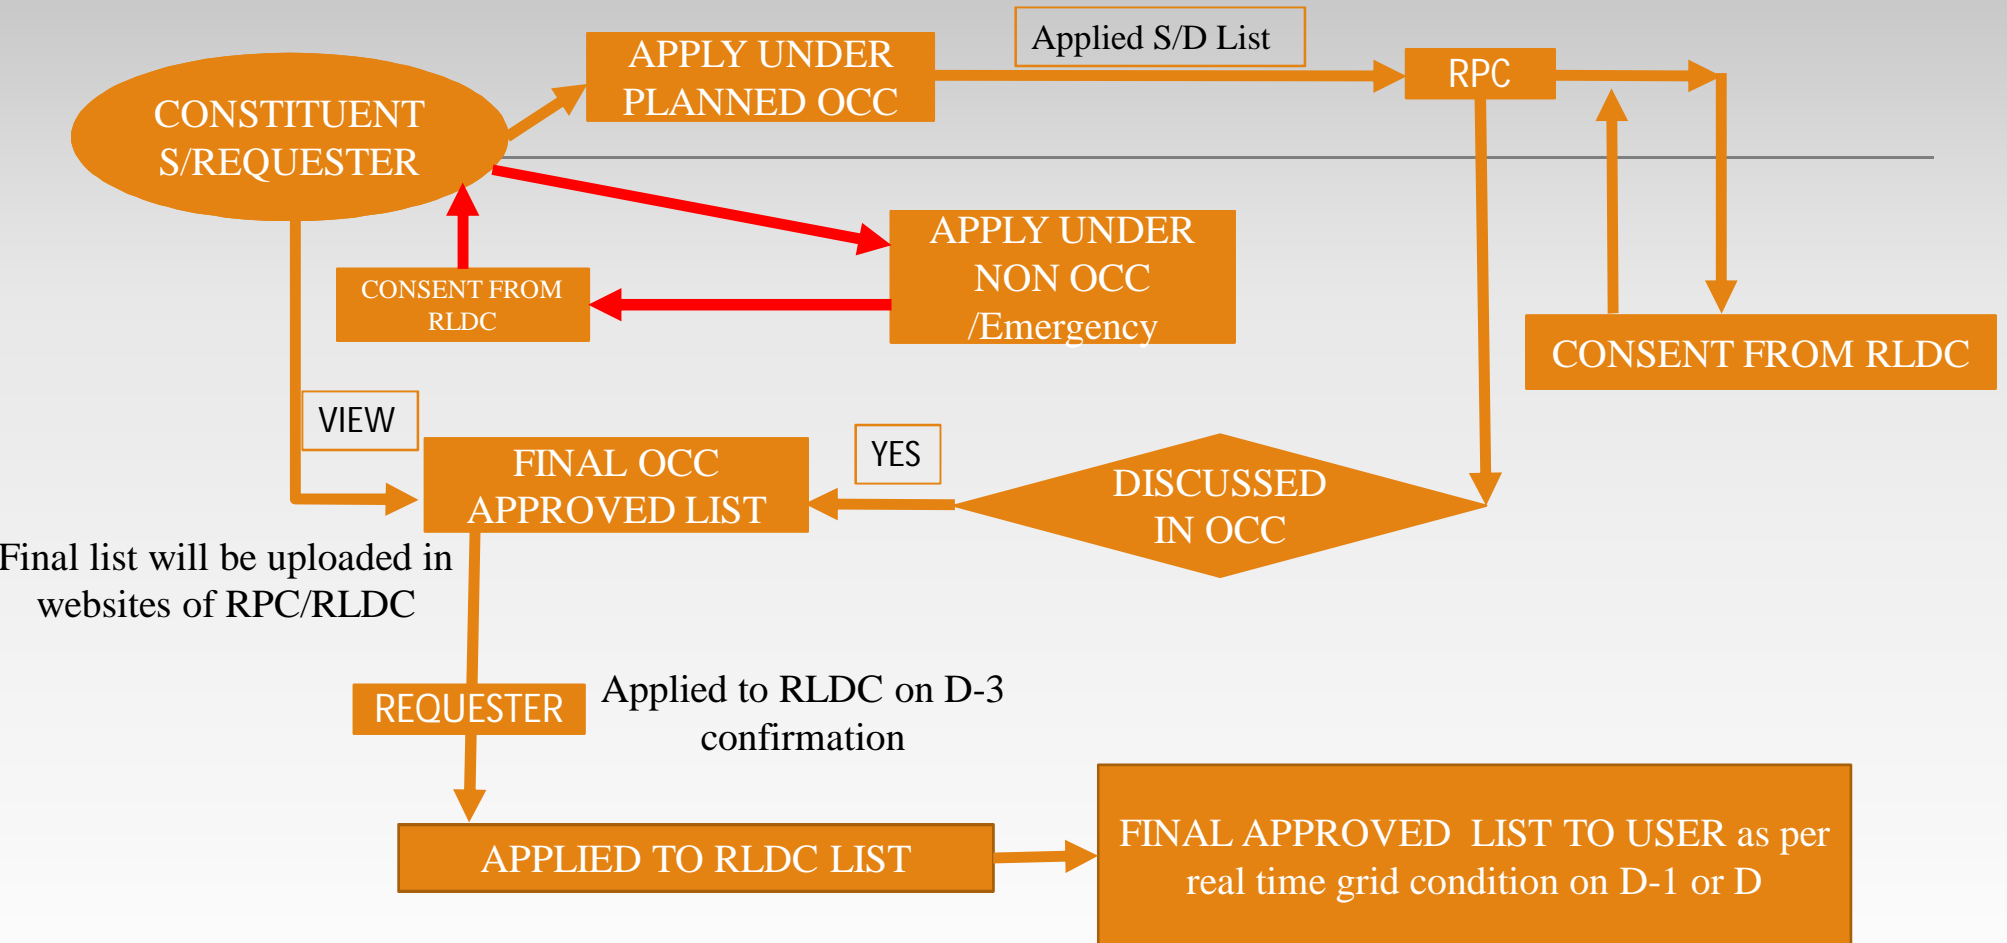 Applied S/D List
APPLY UNDER
PLANNED OCC
RPC
CONSTITUENT
S/REQUESTER
APPLY UNDER
NON OCC
/Emergency
CONSENT FROM
RLDC
CONSENT FROM RLDC
VIEW
YES
FINAL OCC
APPROVED LIST
DISCUSSED
IN OCC
Final list will be uploaded in
websites of RPC/RLDC
REQUESTER
Applied to RLDC on D-3
confirmation
APPLIED TO RLDC LIST
FINAL APPROVED LIST TO USER as per
real time grid condition on D-1 or D